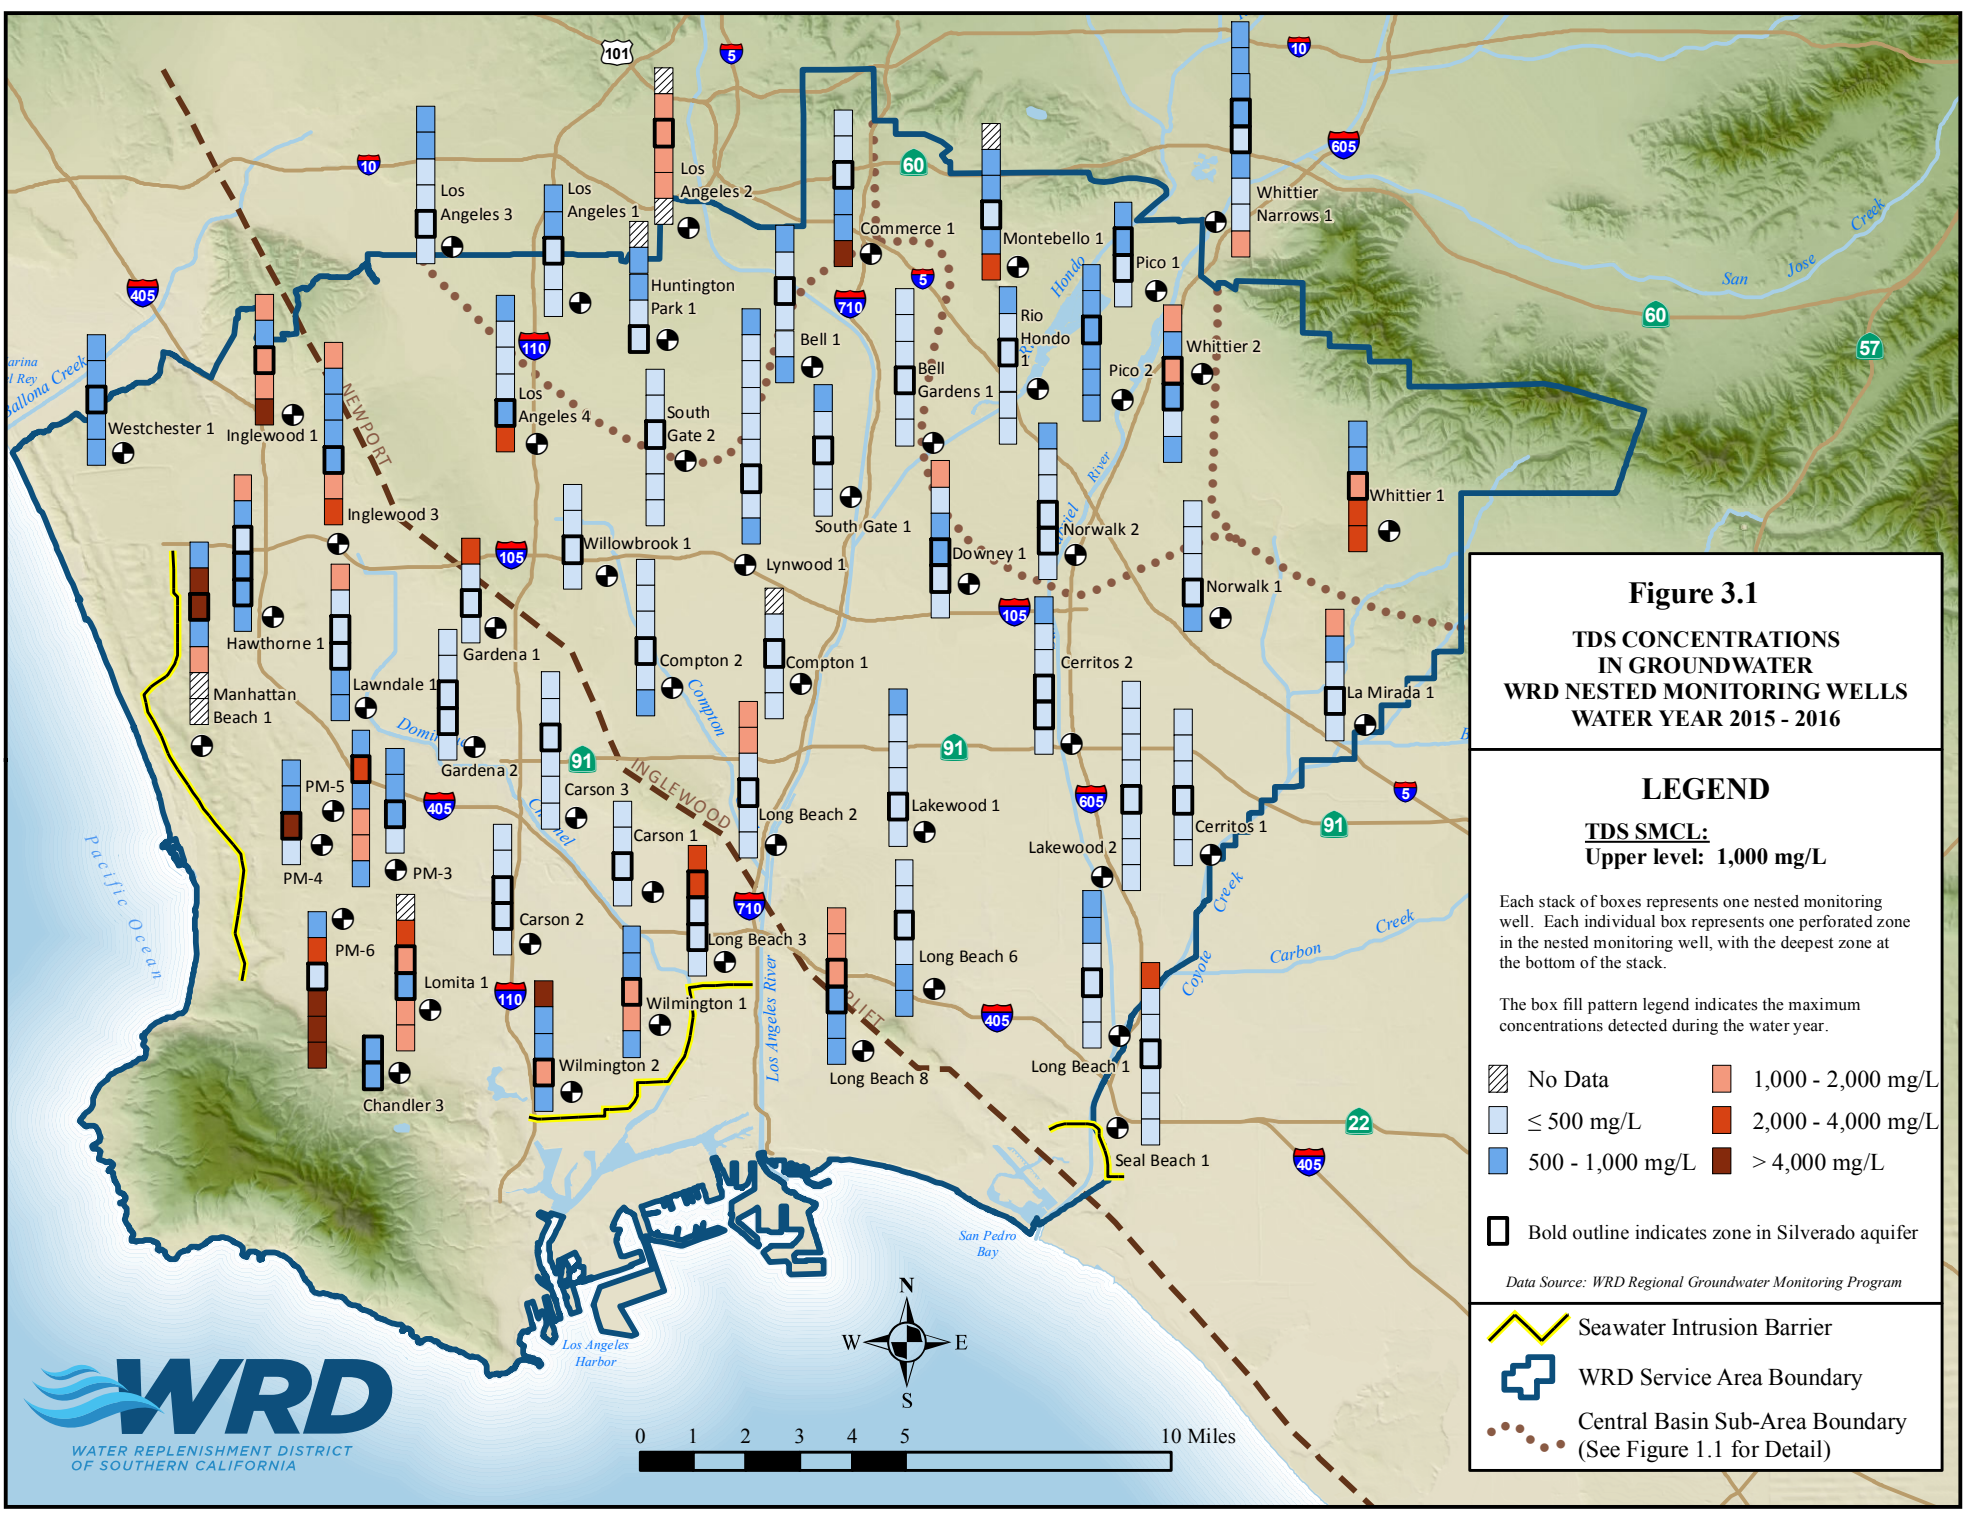 101
5
10
10
60
605
Los
Angeles 3
Los
Angeles 1
Los
Angeles 2
Commerce 1
Montebello 1
Whittier
Narrows 1
Pico 1
Hondo
Creek
Jose
San
405
Huntington
Park 1
710
5
60
57
110
Bell 1
Rio
Hondo
1
Whittier 2
Pico 2
Bell
Gardens 1
Ballona Creek
Westchester 1
Inglewood 1
NEWPORT
Los
Angeles 4
South
Gate 2
River
Whittier 1
Inglewood 3
South Gate 1
Norwalk 2
Willowbrook 1
105
Lynwood 1
Downey 1
Norwalk 1
105
Hawthorne 1
Gardena 1
Compton 2
Compton 1
Cerritos 2
Manhattan
Beach 1
Lawndale 1
Compton
La Mirada 1
Gardena 2
91
91
INGLEWOOD
PM-5
405
Carson 3
Carson 1
Long Beach 2
Lakewood 1
605
Cerritos 1
91
5
Lakewood 2
Pacific Ocean
PM-4
PM-3
Carson 2
710
Long Beach 3
Long Beach 6
Creek
Coyote
Carbon
Creek
PM-6
Lomita 1
110
Wilmington 1
Los Angeles River
405
Wilmington 2
Long Beach 8
Long Beach 1
Chandler 3
22
405
Seal Beach 1
San Pedro
Bay
Los Angeles
Harbor
N
W
E
S
0 1 2 3 4 5 10 Miles
WRD
WATER REPLENISHMENT DISTRICT
OF SOUTHERN CALIFORNIA
Figure 3.1
TDS CONCENTRATIONS
IN GROUNDWATER
WRD NESTED MONITORING WELLS
WATER YEAR 2015 - 2016
LEGEND
TDS SMCL:
Upper level: 1,000 mg/L
Each stack of boxes represents one nested monitoring
well. Each individual box represents one perforated zone
in the nested monitoring well, with the deepest zone at
the bottom of the stack.
The box fill pattern legend indicates the maximum
concentrations detected during the water year.
No Data
≤ 500 mg/L
500 - 1,000 mg/L
1,000 - 2,000 mg/L
2,000 - 4,000 mg/L
> 4,000 mg/L
Bold outline indicates zone in Silverado aquifer
Data Source: WRD Regional Groundwater Monitoring Program
Seawater Intrusion Barrier
WRD Service Area Boundary
Central Basin Sub-Area Boundary
(See Figure 1.1 for Detail)